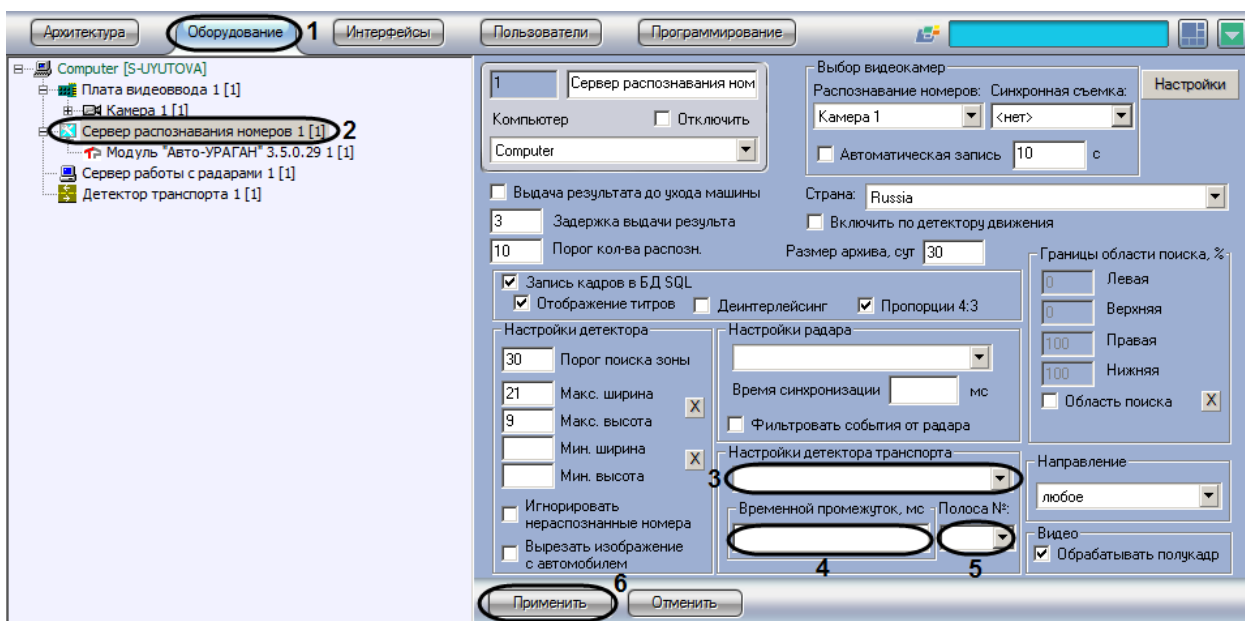 Архитектура Оборудование 1 Интерфейсы Пользователи Программирование
Computer [S-UYUTOVA]
Плата видеоввода 1 [1]
Камера 1 [1]
Сервер распознавания номеров 1 [1] 2
Модуль "Авто-УРАГАН" 3.5.0.29 1 [1]
Сервер работы с радарами 1 [1]
Детектор транспорта 1 [1]
1 Сервер распознавания ном
Компьютер Отключить
Computer
Выбор видеокамер
Распознавание номеров: Синхронная съемка:
Камера 1 <нет>
Автоматическая запись 10 с
Настройки
Выдача результата до ухода машины
3 Задержка выдачи результа
10 Порог кол-ва распозн.
Страна: Russia
Включить по детектору движения
Размер архива, сут 30
Запись кадров в БД SQL
Отображение титров Деинтерлейсинг Пропорции 4:3
Границы области поиска, %
0 Левая
0 Верхняя
100 Правая
100 Нижняя
Область поиска X
Настройки детектора
30 Порог поиска зоны
21 Макс. ширина
X
9 Макс. высота
Мин. ширина
X
Мин. высота
Игнорировать
нераспознанные номера
Вырезать изображение
с автомобилем
Настройки радара
Время синхронизации мс
Фильтровать события от радара
Настройки детектора транспорта
3
Временной промежуток, мс Полоса №:
4 5
Направление
любое
Видео
Обрабатывать полукадр
6
Применить Отменить